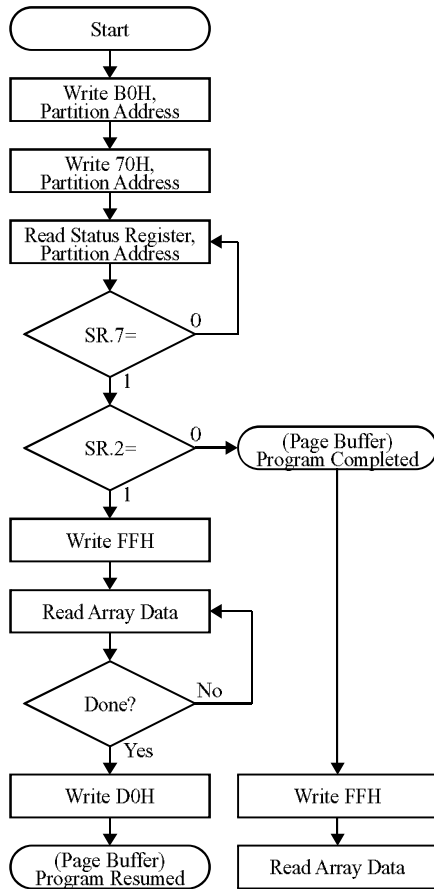 Start
Write B0H,
Partition Address
Write 70H,
Partition Address
Read Status Register,
Partition Address
SR.7=
0
1
SR.2=
0
(Page Buffer)
Program Completed
1
Write FFH
Read Array Data
Done?
No
Yes
Write D0H
Write FFH
(Page Buffer)
Program Resumed
Read Array Data